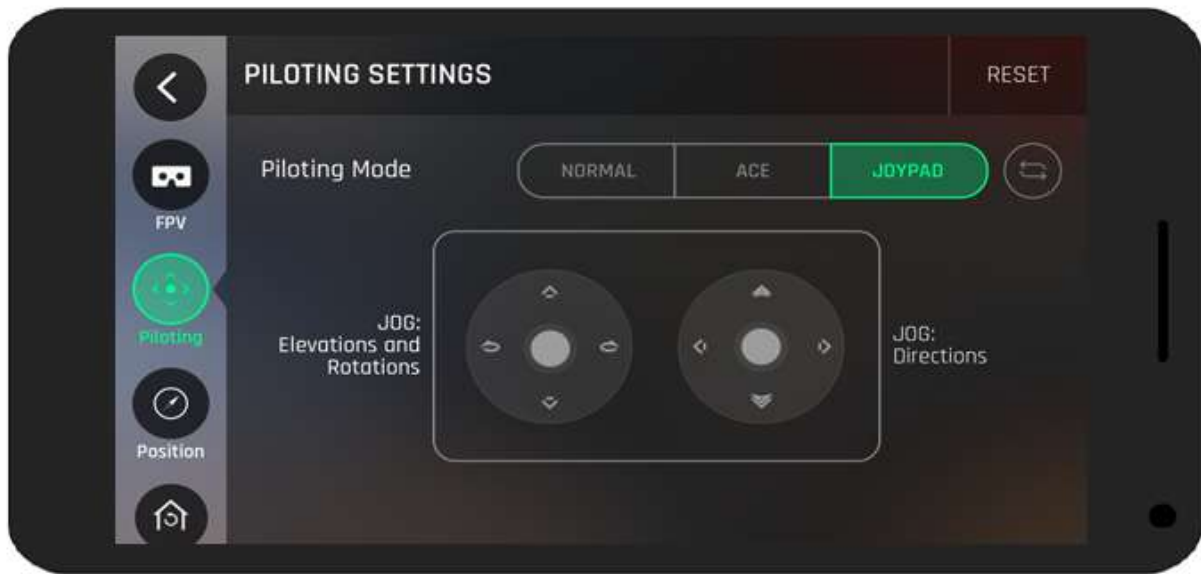 PILOTING SETTINGS
RESET
Piloting Mode
NORMAL
ACE
JOYPAD
FPV
Piloting
Position
JOG:
Elevations and
Rotations
JOG:
Directions